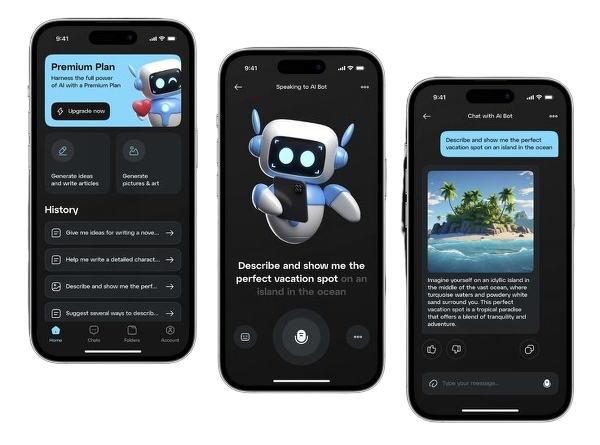 9:41
Premium Plan
Harness the full power
of AI with a Premium Plan
Upgrade now
Generate ideas
and write articles
Generate
pictures & art
History
Give me ideas for writing a nove...
Help me write a detailed charact...
Describe and show me the perf...
Suggest several ways to describ...
Home
Chats
Folders
Account
9:41
Speaking to AI Bot
Describe and show me the
perfect vacation spot on an
island in the ocean
9:41
Chat with AI Bot
Describe and show me the perfect
vacation spot on an island in the ocean
Imagine yourself on an idyllic island in
the middle of the vast ocean, where
turquoise waters and powdery white
sand surround you. This perfect
vacation spot is a tropical paradise
that offers a blend of tranquility and
adventure.
Type your message...